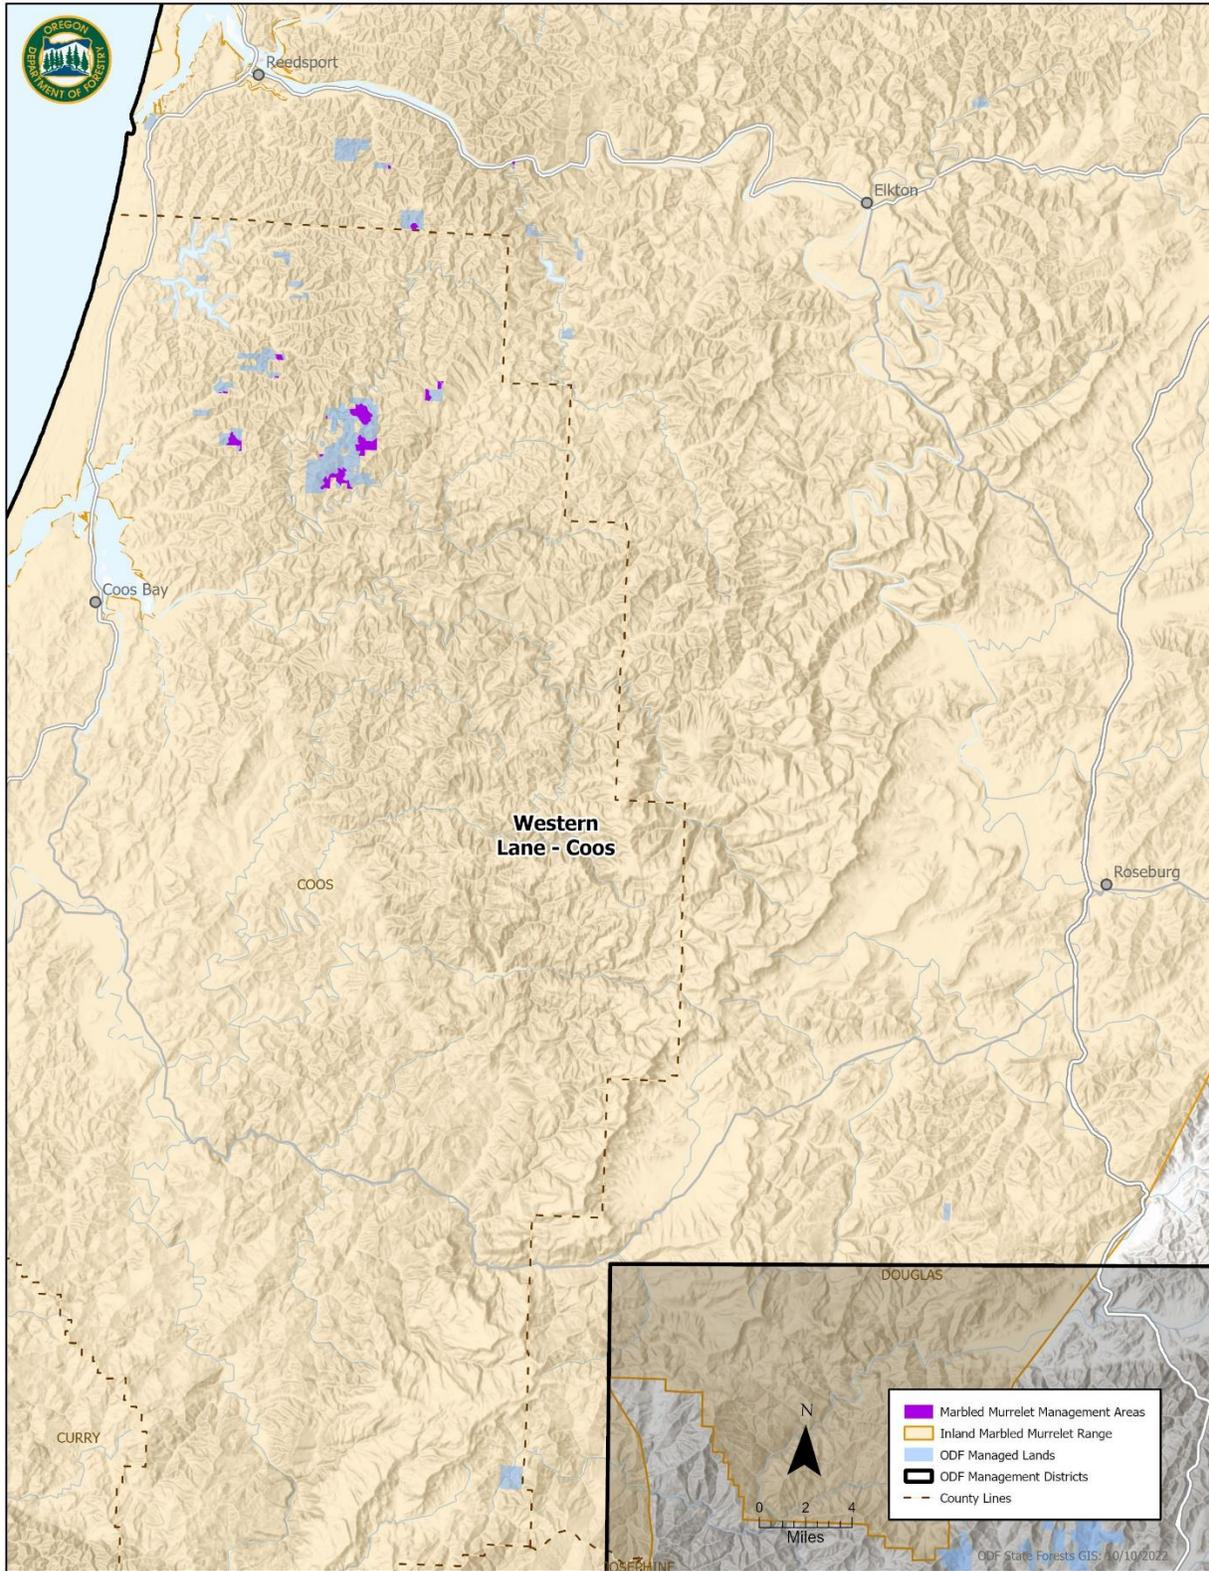 OREGON
DEPARTMENT OF FORESTRY
Reedsport
Elkton
Coos Bay
Western
Lane - Coos
COOS
Roseburg
DOUGLAS
CURRY
N
0 2 4
Miles
Marbled Murrelet Management Areas
Inland Marbled Murrelet Range
ODF Managed Lands
ODF Management Districts
County Lines
JOSEPHINE
ODF State Forests GIS: 10/10/2022